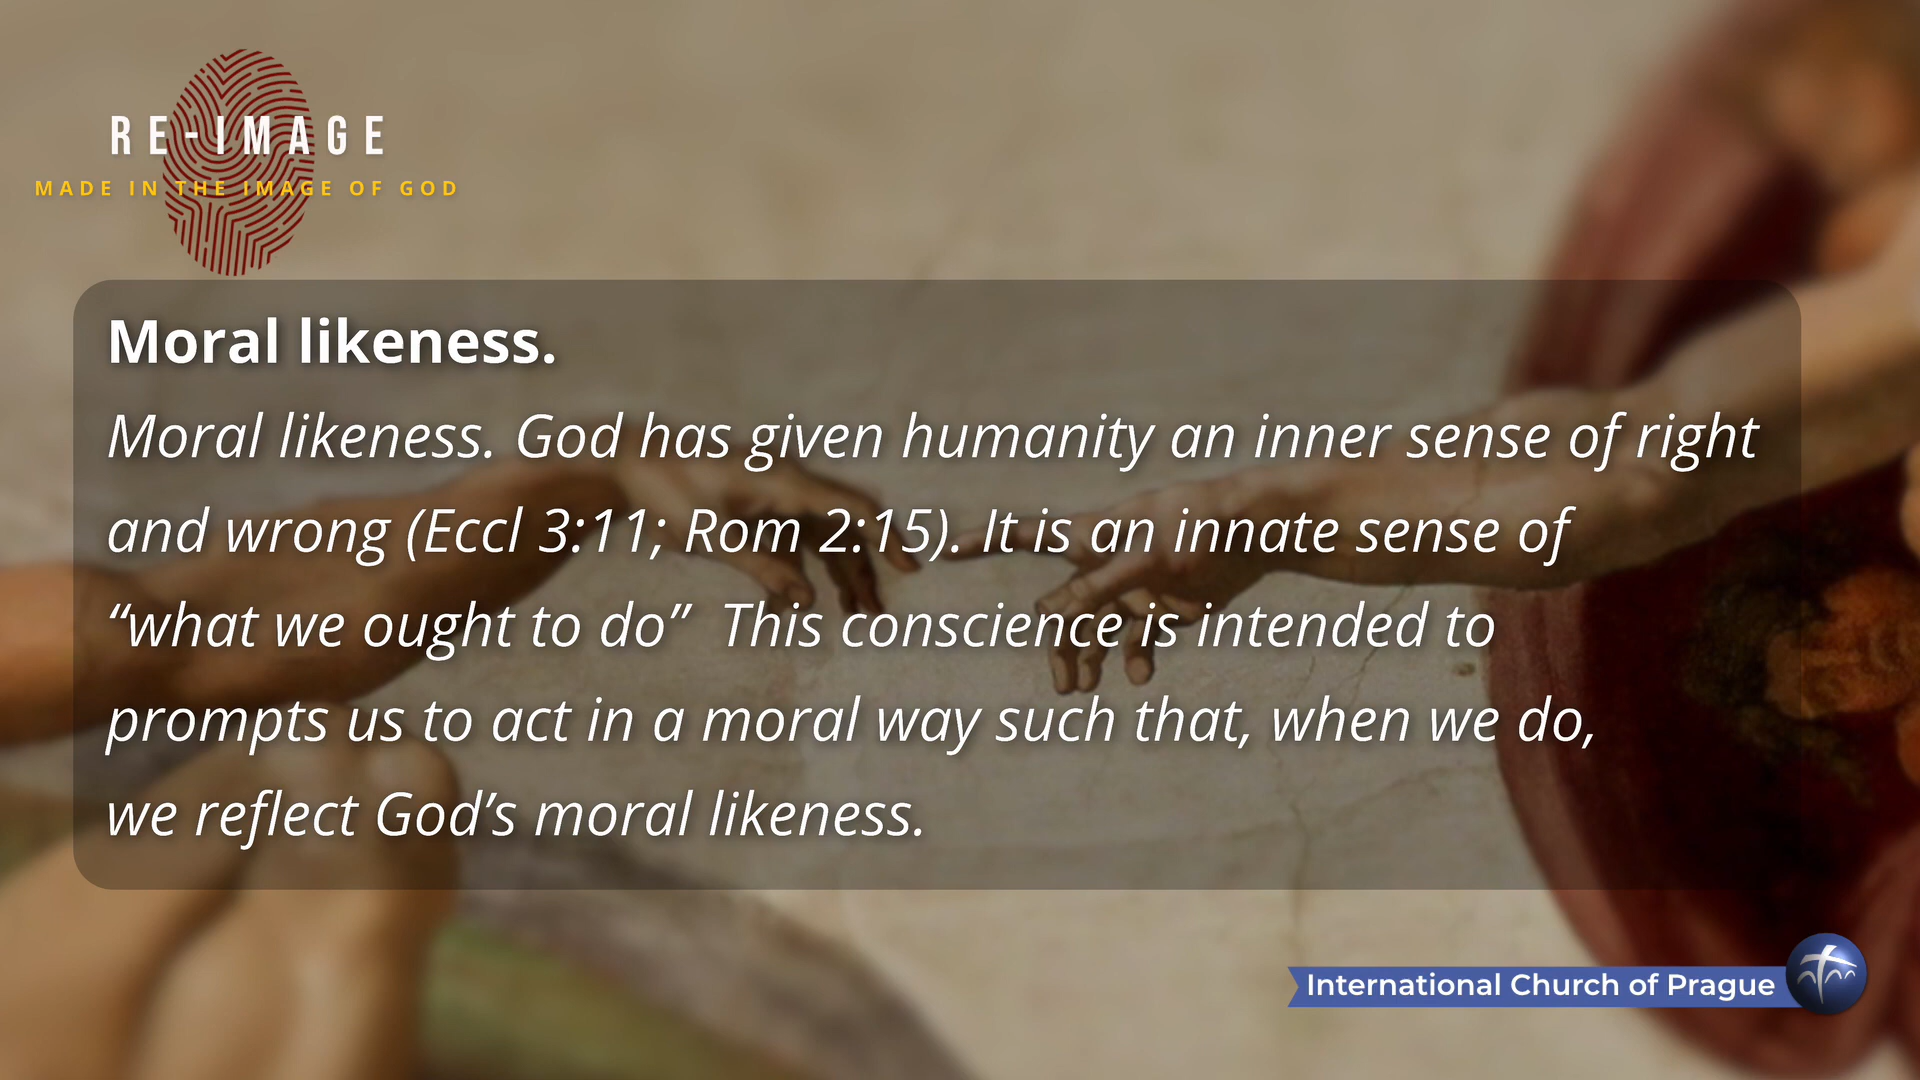 RE-IMAGE
MADE IN THE IMAGE OF GOD
Moral likeness.
Moral likeness. God has given humanity an inner sense of right
and wrong (Eccl 3:11; Rom 2:15). It is an innate sense of
“what we ought to do”  This conscience is intended to
prompts us to act in a moral way such that, when we do,
we reflect God’s moral likeness.
International Church of Prague